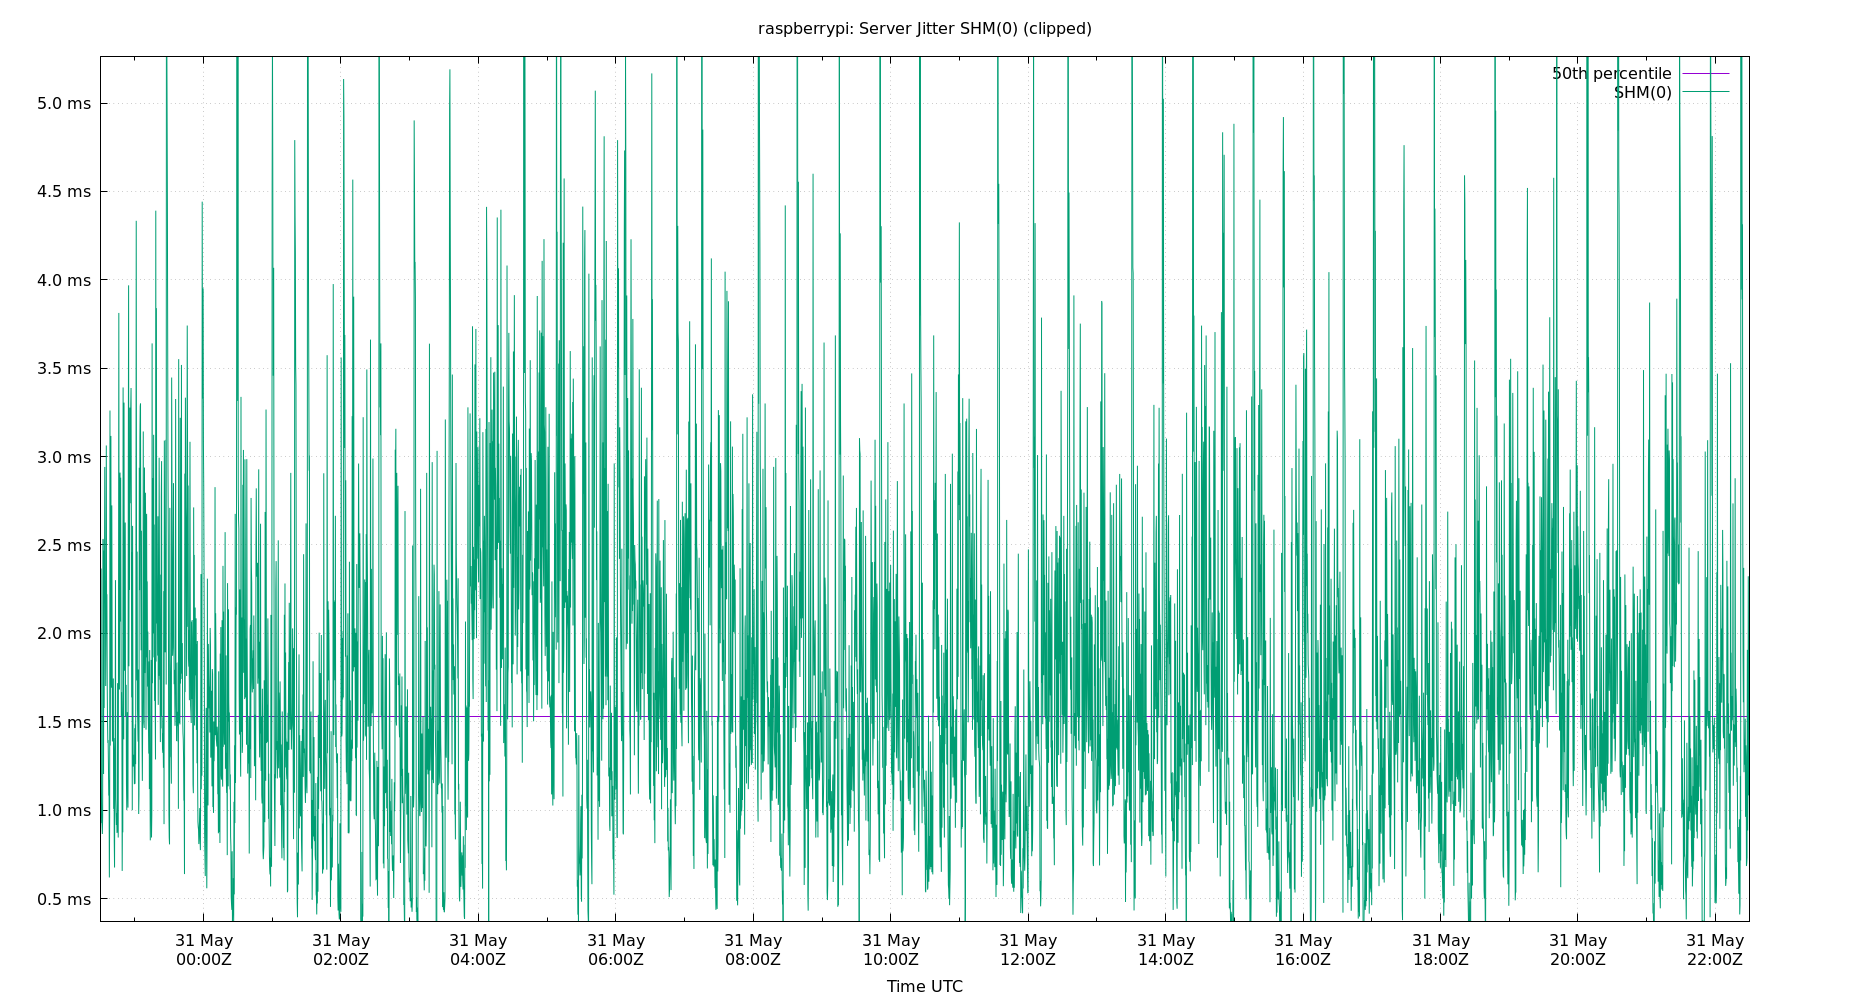 raspberrypi: Server Jitter SHM(0) (clipped)
50th percentile
SHM(0)
5.0 ms
4.5 ms
4.0 ms
3.5 ms
3.0 ms
2.5 ms
2.0 ms
1.5 ms
1.0 ms
0.5 ms
31 May 31 May 31 May 31 May 31 May 31 May 31 May 31 May 31 May 31 May 31 May 31 May
00:00Z 02:00Z 04:00Z 06:00Z 08:00Z 10:00Z 12:00Z 14:00Z 16:00Z 18:00Z 20:00Z 22:00Z
Time UTC